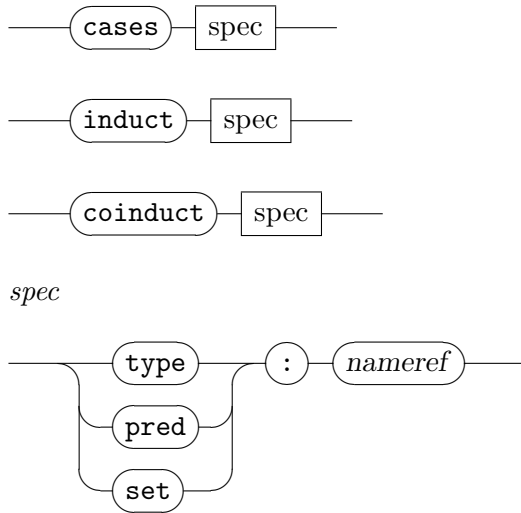 cases spec
induct spec
coinduct spec
spec
type : nameref
pred
set